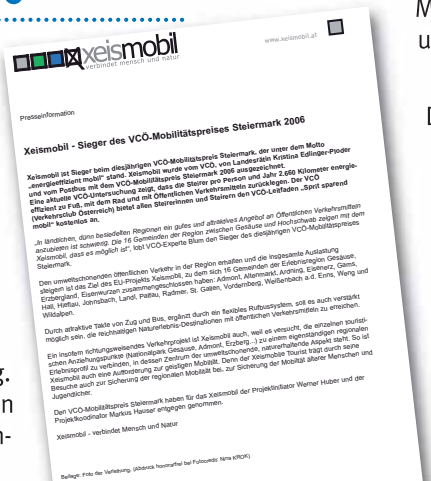 xeismobil
verbindet mensch und natur
www.xeismobil.at
Presseinformation
Xeismobil - Sieger des VCÖ-Mobilitätspreises Steiermark 2006
Xeismobil ist Sieger beim diesjährigen VCÖ-Mobilitätspreis Steiermark, der unter dem Motto
„energieeffizient mobil“ stand. Xeismobil wurde vom VCÖ, von Landesrätin Kristina Edlinger-Ploder
und vom Postbus mit dem VCÖ-Mobilitätspreis Steiermark 2006 ausgezeichnet.
Eine aktuelle VCÖ-Untersuchung zeigt, dass die Steirer pro Person und Jahr 2.660 Kilometer energie-
effizient zu Fuß, mit dem Rad und mit Öffentlichen Verkehrsmitteln zurücklegen. Der VCÖ
(Verkehrsclub Österreich) bietet allen Steirerinnen und Steirern den VCÖ-Leitfaden „Sprit sparend
mobil“ kostenlos an.
„In ländlichen, dünn besiedelten Regionen ein gutes und attraktives Angebot an Öffentlichen Verkehrsmitteln
anzubieten ist schwierig. Die 16 Gemeinden der Region zwischen Gesäuse und Hochschwab zeigen mit dem
Xeismobil, dass es möglich ist“, lobt VCÖ-Experte Blum den Sieger des diesjährigen VCÖ-Mobilitätspreises
Steiermark.
Den umweltschonenden öffentlichen Verkehr in der Region erhalten und die insgesamte Auslastung
steigern ist das Ziel des EU-Projekts Xeismobil, zu dem sich 16 Gemeinden der Erlebnisregion Gesäuse,
Erzbergland, Eisenwurzen zusammengeschlossen haben: Admont, Altenmarkt, Ardning, Eisenerz, Gams,
Hall, Hieflau, Johnsbach, Landl, Palfau, Radmer, St. Gallen, Vordernberg, Weißenbach a.d. Enns, Weng und
Wildalpen.
Durch attraktive Takte von Zug und Bus, ergänzt durch ein flexibles Rufbussystem, soll es auch verstärkt
möglich sein, die reichhaltigen Naturerlebnis-Destinationen mit öffentlichen Verkehrsmitteln zu erreichen.
Ein insofern richtungsweisendes Verkehrsprojekt ist Xeismobil auch, weil es versucht, die einzelnen touristi-
schen Anziehungspunkte (Nationalpark Gesäuse, Admont, Erzberg...) zu einem eigenständigen regionalen
Erlebnisprofil zu verbinden, in dessen Zentrum der umweltschonende, naturerhaltende Aspekt steht. So ist
Xeismobil auch eine Aufforderung zur geistigen Mobilität. Denn der Xeismobile Tourist trägt durch seine
Besuche auch zur Sicherung der regionalen Mobilität bei, zur Sicherung der Mobilität älterer Menschen und
Jugendlicher.
Den VCÖ-Mobilitätspreis Steiermark haben für das Xeismobil der Projektinitiator Werner Huber und der
Projektkoordinator Markus Hauser entgegen genommen.
Xeismobil - verbindet Mensch und Natur
Beilage: Foto der Verleihung. (Abdruck honorarfrei bei Fotocredit: Nina KROK)